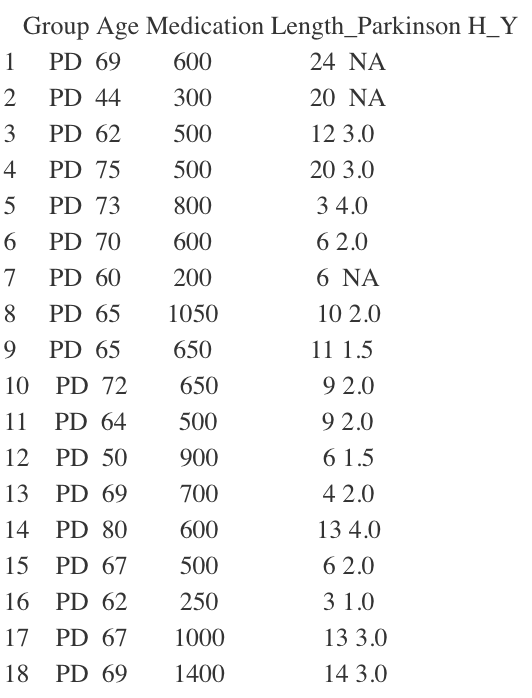 Group Age Medication Length_Parkinson H_Y
1 PD 69 600 24 NA
2 PD 44 300 20 NA
3 PD 62 500 12 3.0
4 PD 75 500 20 3.0
5 PD 73 800 3 4.0
6 PD 70 600 6 2.0
7 PD 60 200 6 NA
8 PD 65 1050 10 2.0
9 PD 65 650 11 1.5
10 PD 72 650 9 2.0
11 PD 64 500 9 2.0
12 PD 50 900 6 1.5
13 PD 69 700 4 2.0
14 PD 80 600 13 4.0
15 PD 67 500 6 2.0
16 PD 62 250 3 1.0
17 PD 67 1000 13 3.0
18 PD 69 1400 14 3.0